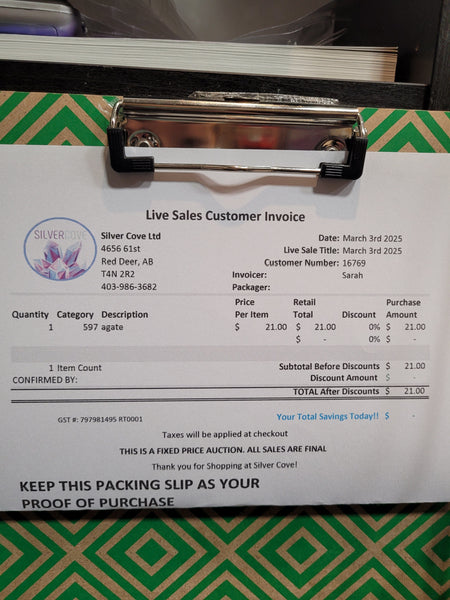 Live Sales Customer Invoice
SILVERCOVE
Silver Cove Ltd
4656 61st
Red Deer, AB
T4N 2R2
403-986-3682
Date: March 3rd 2025
Live Sale Title: March 3rd 2025
Customer Number: 16769
Invoicer: Sarah
Packager:
Quantity Category Description Price Per Item Retail Total Discount Purchase Amount
1 597 agate $ 21.00 $ 21.00 0% $ 21.00
$ - 0% $ -
1 Item Count Subtotal Before Discounts $ 21.00
CONFIRMED BY: Discount Amount $ -
TOTAL After Discounts $ 21.00
GST #: 797981495 RT0001 Your Total Savings Today!! $ -
Taxes will be applied at checkout
THIS IS A FIXED PRICE AUCTION. ALL SALES ARE FINAL
Thank you for Shopping at Silver Cove!
KEEP THIS PACKING SLIP AS YOUR
PROOF OF PURCHASE